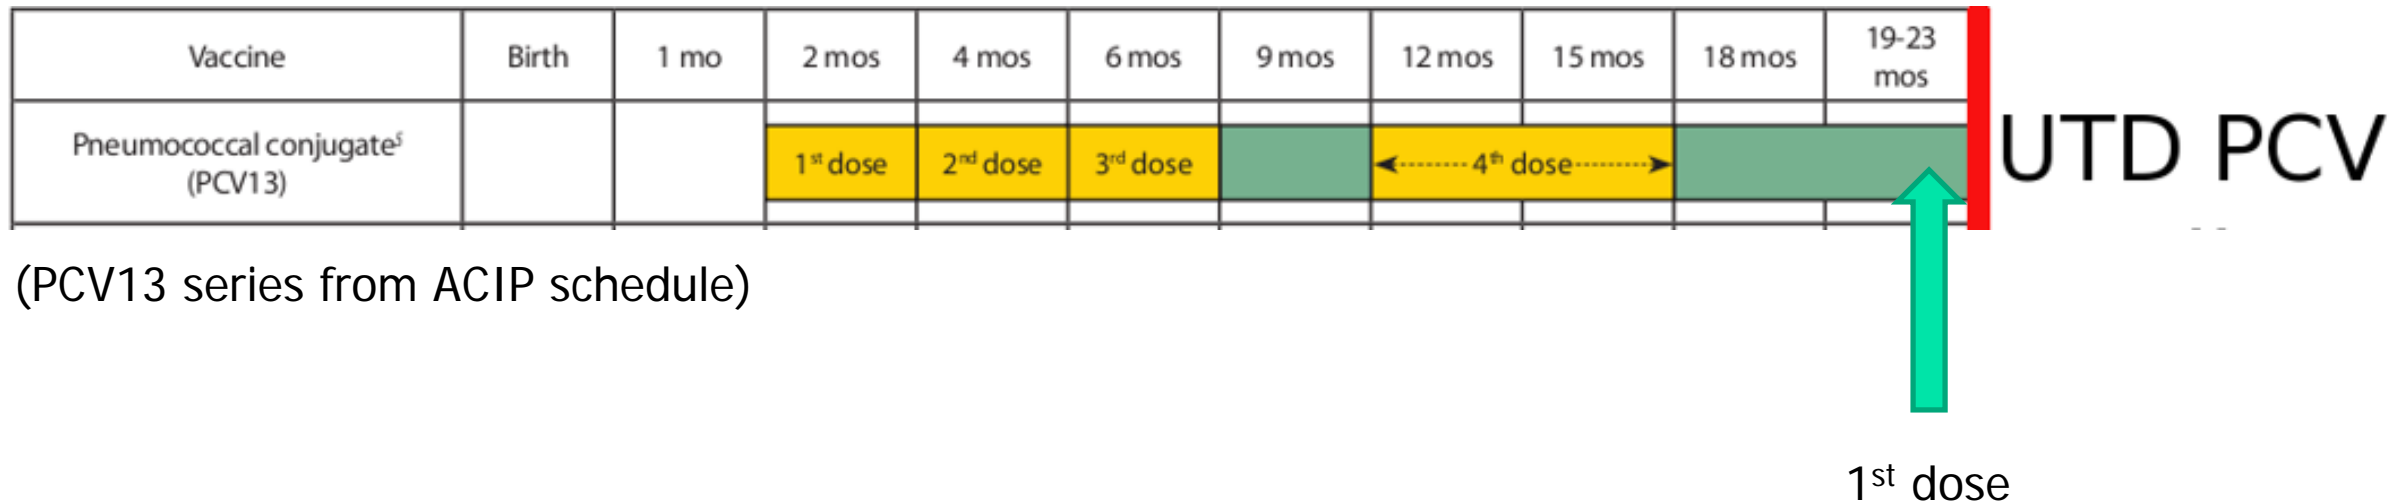 Vaccine Birth 1 mo 2 mos 4 mos 6 mos 9 mos 12 mos 15 mos 18 mos 19-23
mos
Pneumococcal conjugate⁵
(PCV13)
1st dose 2nd dose 3rd dose 4th dose
UTD PCV
(PCV13 series from ACIP schedule)
1st dose